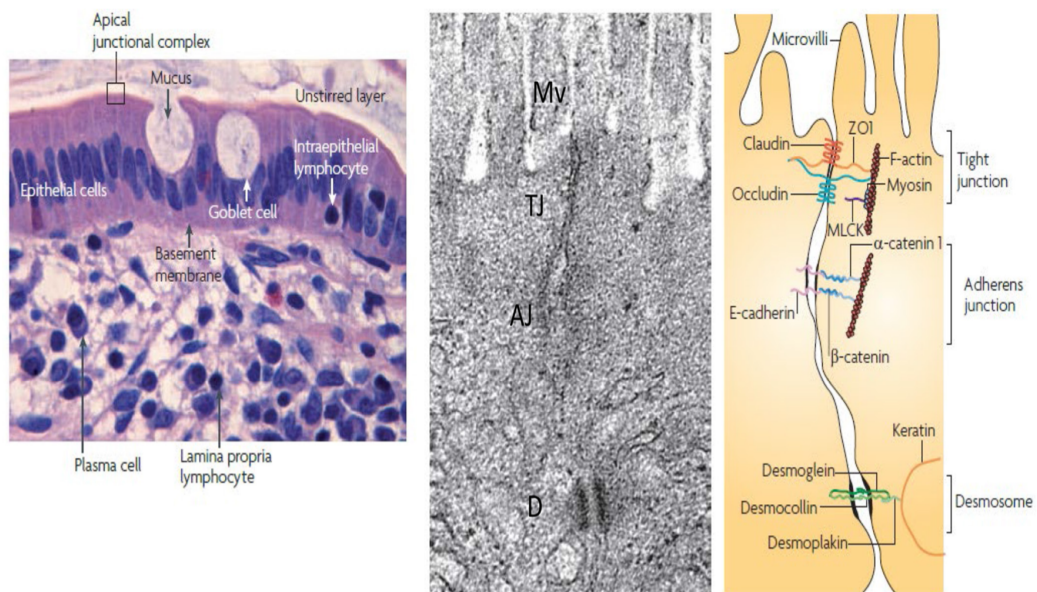 Apical
junctional complex
Mucus
Unstirred layer
Intraepithelial
lymphocyte
Epithelial cells
Goblet cell
Basement
membrane
Plasma cell
Lamina propria
lymphocyte
Mv
TJ
AJ
D
Microvilli
Claudin
ZO1
F-actin
Myosin
Occludin
MLCK
Tight
junction
α-catenin 1
E-cadherin
β-catenin
Adherens
junction
Keratin
Desmoglein
Desmocollin
Desmoplakin
Desmosome